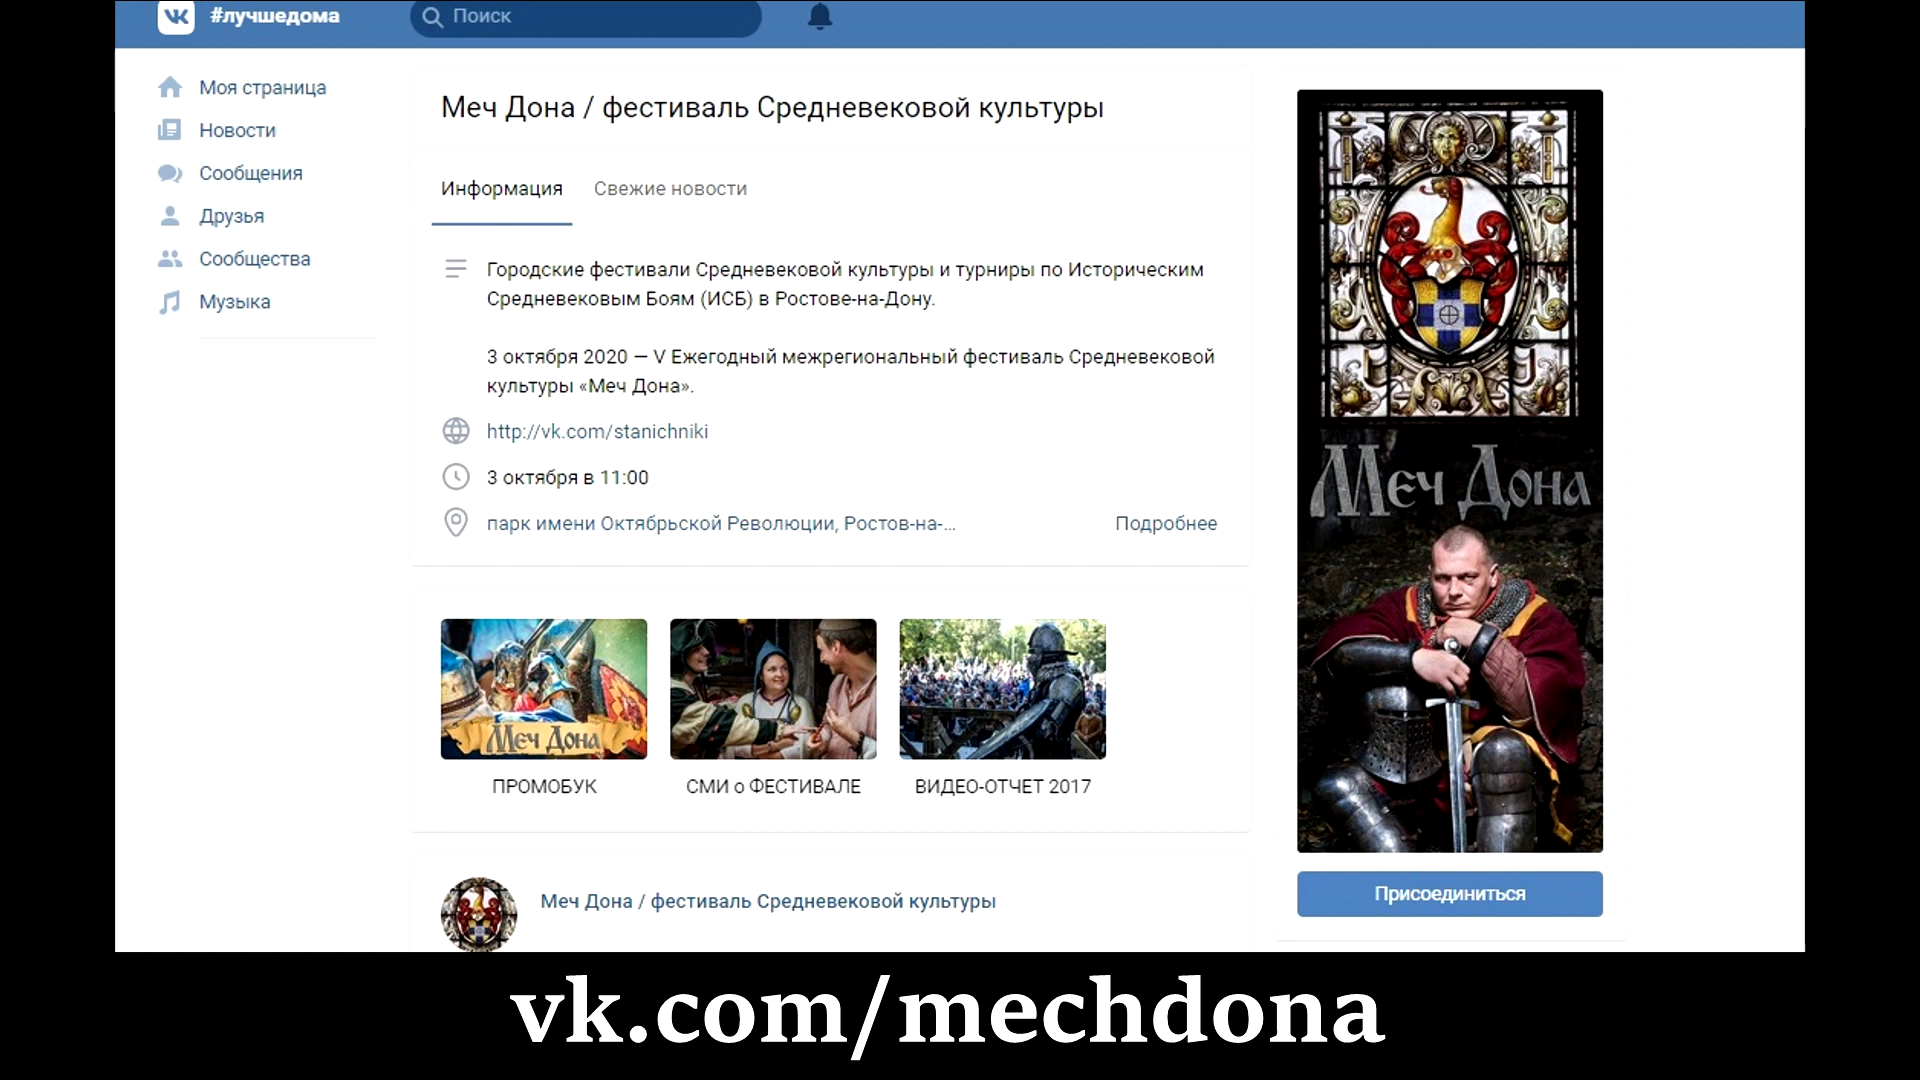 #лучшедома
Поиск
Моя страница
Новости
Сообщения
Друзья
Сообщества
Музыка
Меч Дона / фестиваль Средневековой культуры
Информация
Свежие новости
Городские фестивали Средневековой культуры и турниры по Историческим
Средневековым Боям (ИСБ) в Ростове-на-Дону.
3 октября 2020 — V Ежегодный межрегиональный фестиваль Средневековой
культуры «Меч Дона».
http://vk.com/stanichniki
3 октября в 11:00
парк имени Октябрьской Революции, Ростов-на-...
Подробнее
Меч Дона
ПРОМОБУК
СМИ о ФЕСТИВАЛЕ
ВИДЕО-ОТЧЕТ 2017
Меч Дона / фестиваль Средневековой культуры
Меч Дона
Присоединиться
vk.com/mechdona